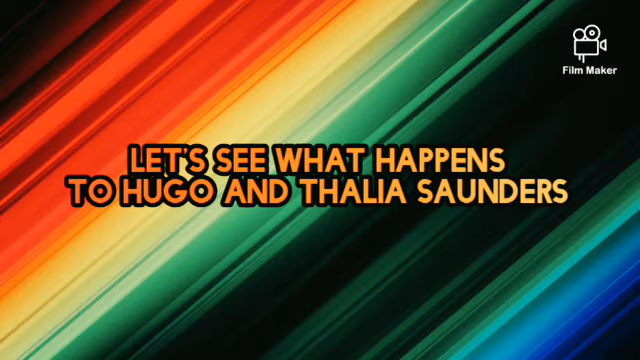 Film Maker
LET'S SEE WHAT HAPPENS
TO HUGO AND THALIA SAUNDERS